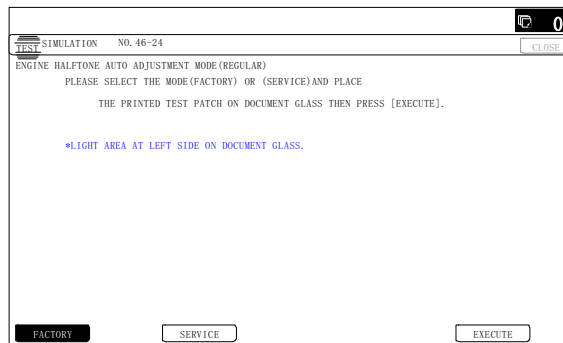 0
TEST SIMULATION NO. 46-24 CLOSE
ENGINE HALFTONE AUTO ADJUSTMENT MODE(REGULAR)
PLEASE SELECT THE MODE(FACTORY) OR (SERVICE)AND PLACE
THE PRINTED TEST PATCH ON DOCUMENT GLASS THEN PRESS [EXECUTE].
*LIGHT AREA AT LEFT SIDE ON DOCUMENT GLASS.
FACTORY SERVICE EXECUTE